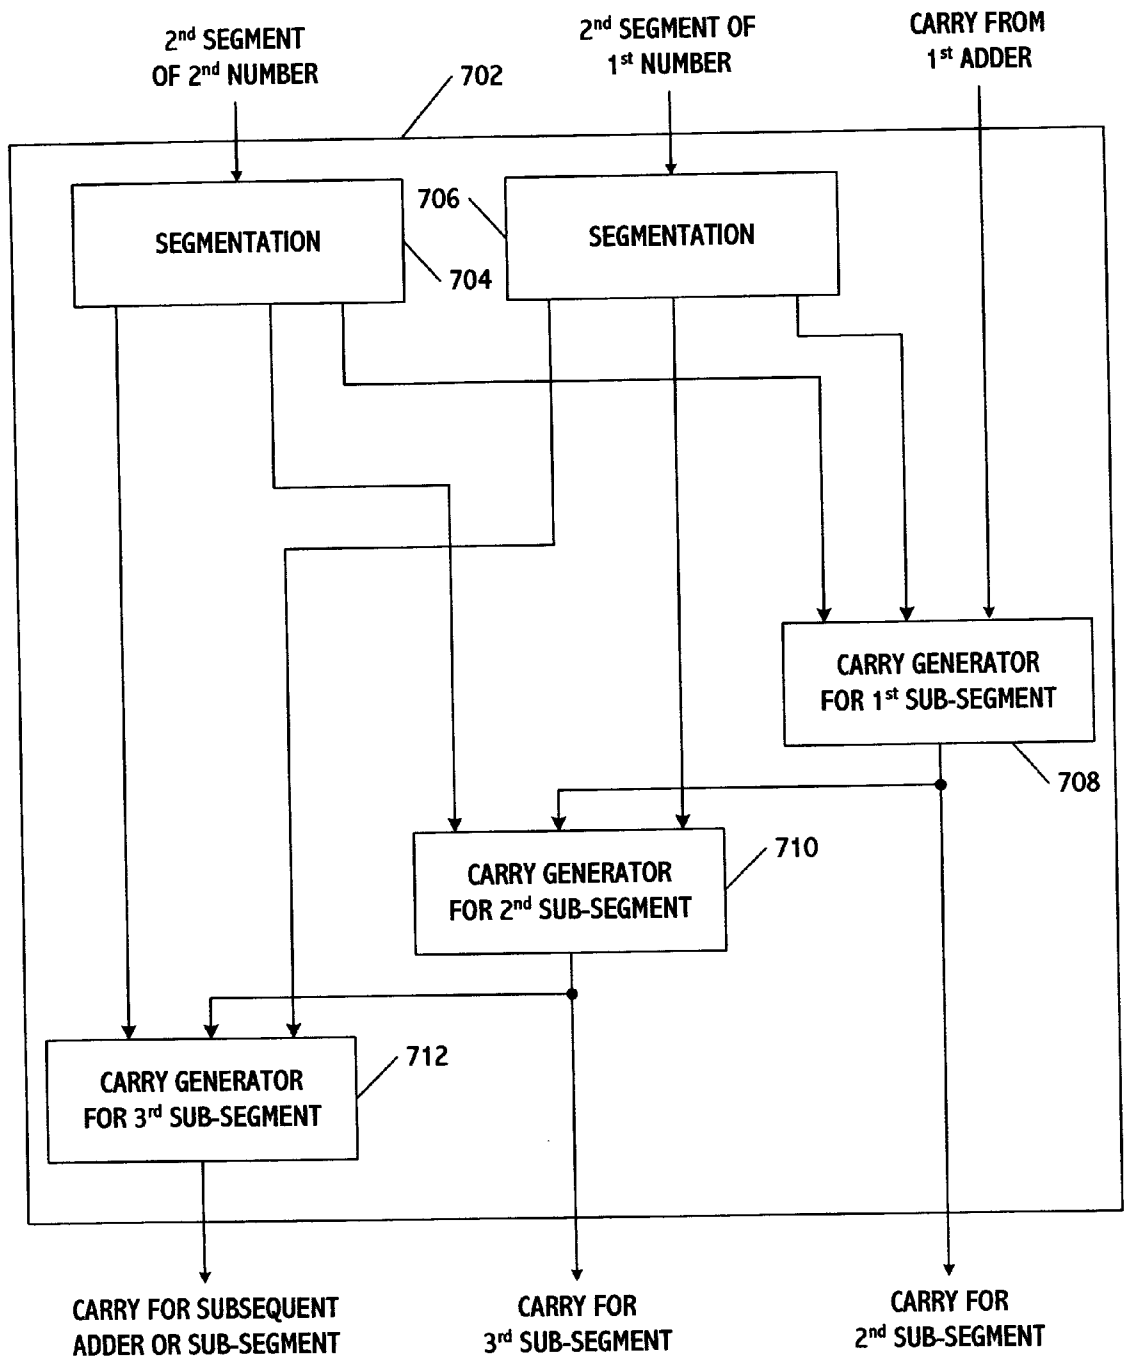 2nd SEGMENT
OF 2nd NUMBER
2nd SEGMENT OF
1st NUMBER
CARRY FROM
1st ADDER
702
SEGMENTATION
704
706
SEGMENTATION
CARRY GENERATOR
FOR 1st SUB-SEGMENT
708
CARRY GENERATOR
FOR 2nd SUB-SEGMENT
710
CARRY GENERATOR
FOR 3rd SUB-SEGMENT
712
CARRY FOR SUBSEQUENT
ADDER OR SUB-SEGMENT
CARRY FOR
3rd SUB-SEGMENT
CARRY FOR
2nd SUB-SEGMENT